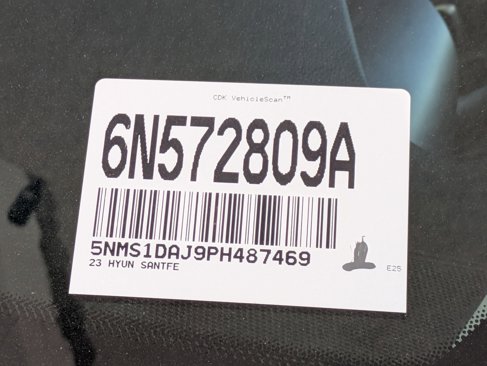 CDK VehicleScan™
6N572809A
5NMS1DAJ9PH487469
23 HYUN SANTFE
E25